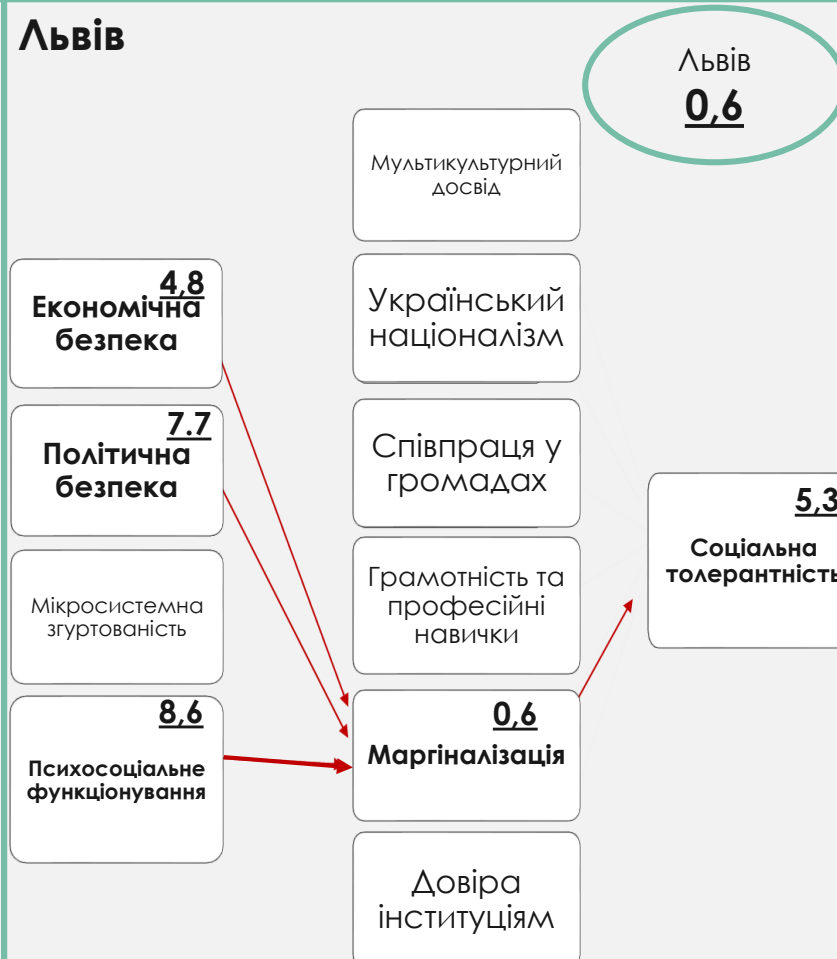 Львів
Львів
0,6
Мультикультурний
досвід
4,8
Економічна
безпека
Український
націоналізм
7.7
Політична
безпека
Співпраця у
громадах
5,3
Соціальна
толерантність
Мікросистемна
згуртованість
Грамотність та
професійні
навички
8,6
Психосоціальне
функціонування
0,6
Маргіналізація
Довіра
інституціям